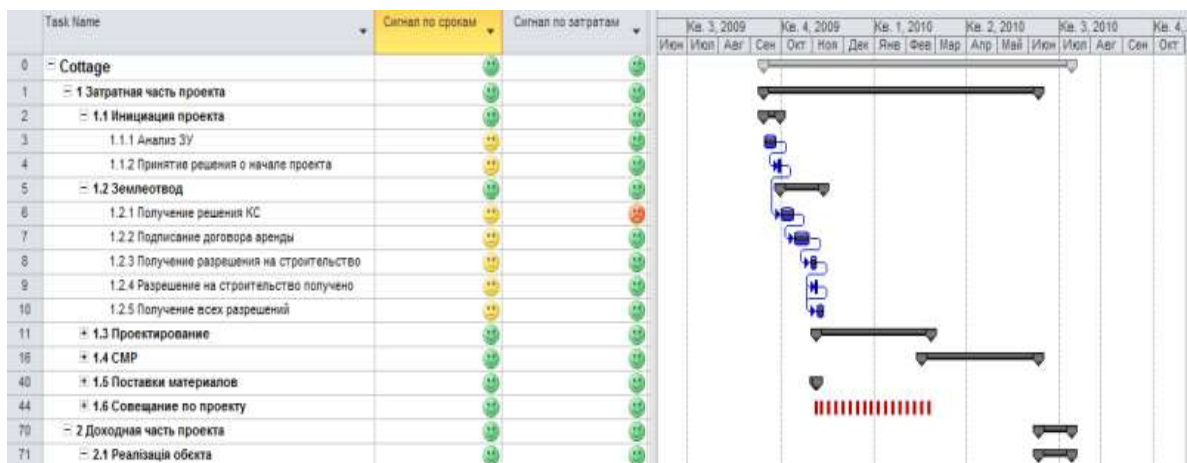 Task Name Сигнал по срокам Сигнал по затратам
Кв. 3, 2009 Кв. 4, 2009 Кв. 1, 2010 Кв. 2, 2010 Кв. 3, 2010 Кв. 4,
Июн Июл Авг Сен Окт Ноя Дек Янв Фев Мар Апр Май Июн Июл Авг Сен Окт
0 Cottage
1 1 Затратная часть проекта
2 1.1 Инициация проекта
3 1.1.1 Анализ ЗУ
4 1.1.2 Принятие решения о начале проекта
5 1.2 Землеотвод
6 1.2.1 Получение решения КС
7 1.2.2 Подписание договора аренды
8 1.2.3 Получение разрешения на строительство
9 1.2.4 Разрешение на строительство получено
10 1.2.5 Получение всех разрешений
11 1.3 Проектирование
16 1.4 СМР
40 1.5 Поставки материалов
44 1.6 Совещание по проекту
70 2 Доходная часть проекта
71 2.1 Реалізація обєкта